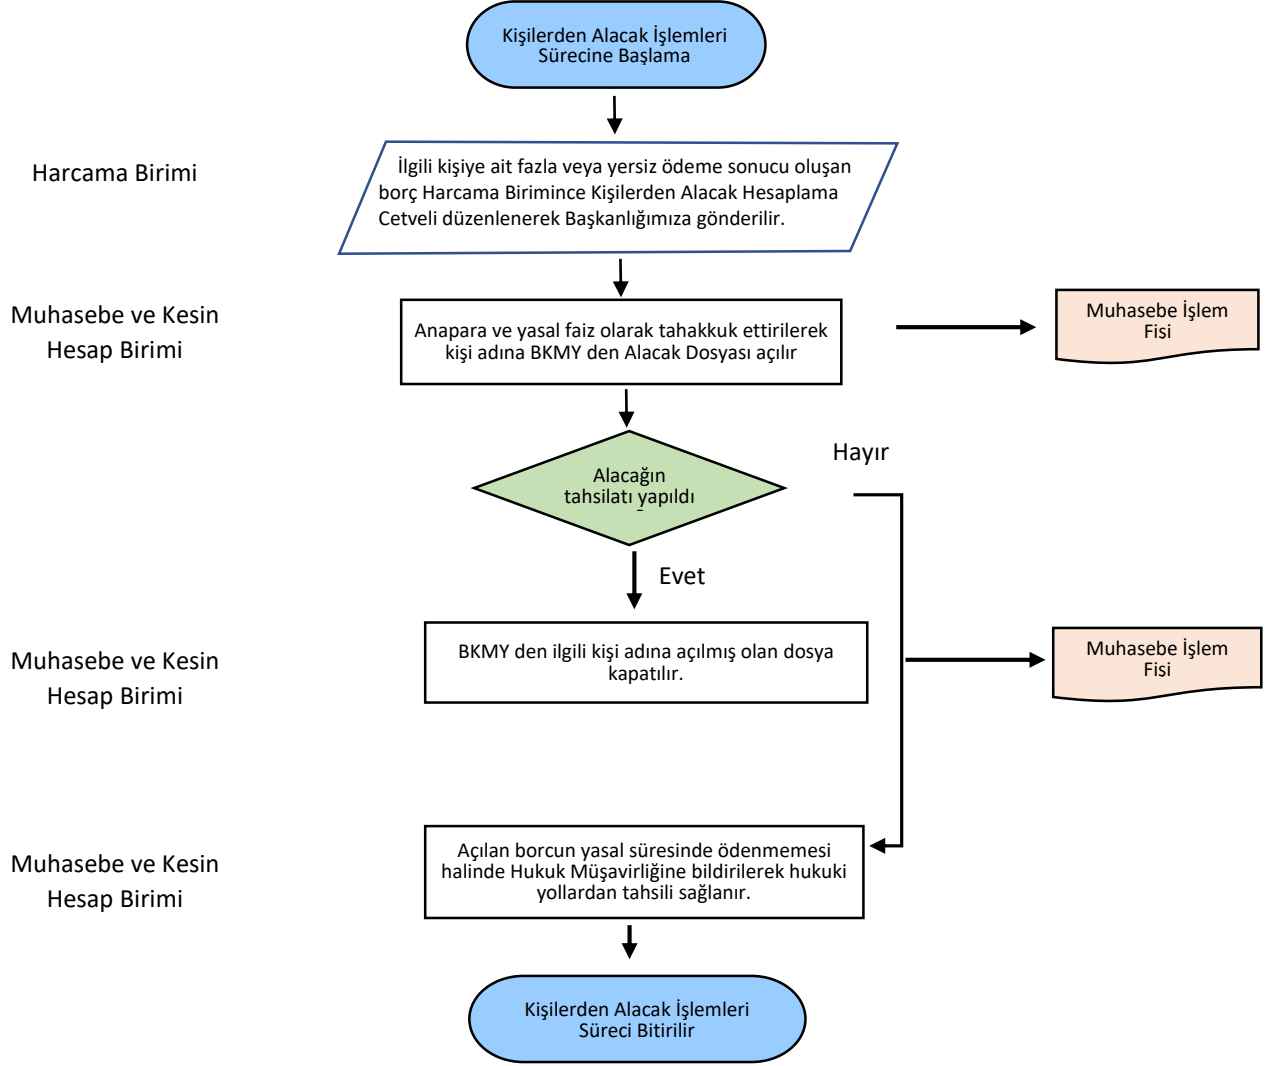 Kişilerden Alacak İşlemleri
Sürecine Başlama
Harcama Birimi
İlgili kişiye ait fazla veya yersiz ödeme sonucu oluşan
borç Harcama Birimince Kişilerden Alacak Hesaplama
Cetveli düzenlenerek Başkanlığımıza gönderilir.
Muhasebe ve Kesin
Hesap Birimi
Anapara ve yasal faiz olarak tahakkuk ettirilerek
kişi adına BKMY den Alacak Dosyası açılır
Muhasebe İşlem
Fişi
Alacağın
tahsilatı yapıldı
Hayır
Evet
Muhasebe ve Kesin
Hesap Birimi
BKMY den ilgili kişi adına açılmış olan dosya
kapatılır.
Muhasebe İşlem
Fişi
Muhasebe ve Kesin
Hesap Birimi
Açılan borcun yasal süresinde ödenmemesi
halinde Hukuk Müşavirliğine bildirilerek hukuki
yollardan tahsili sağlanır.
Kişilerden Alacak İşlemleri
Süreci Bitirilir